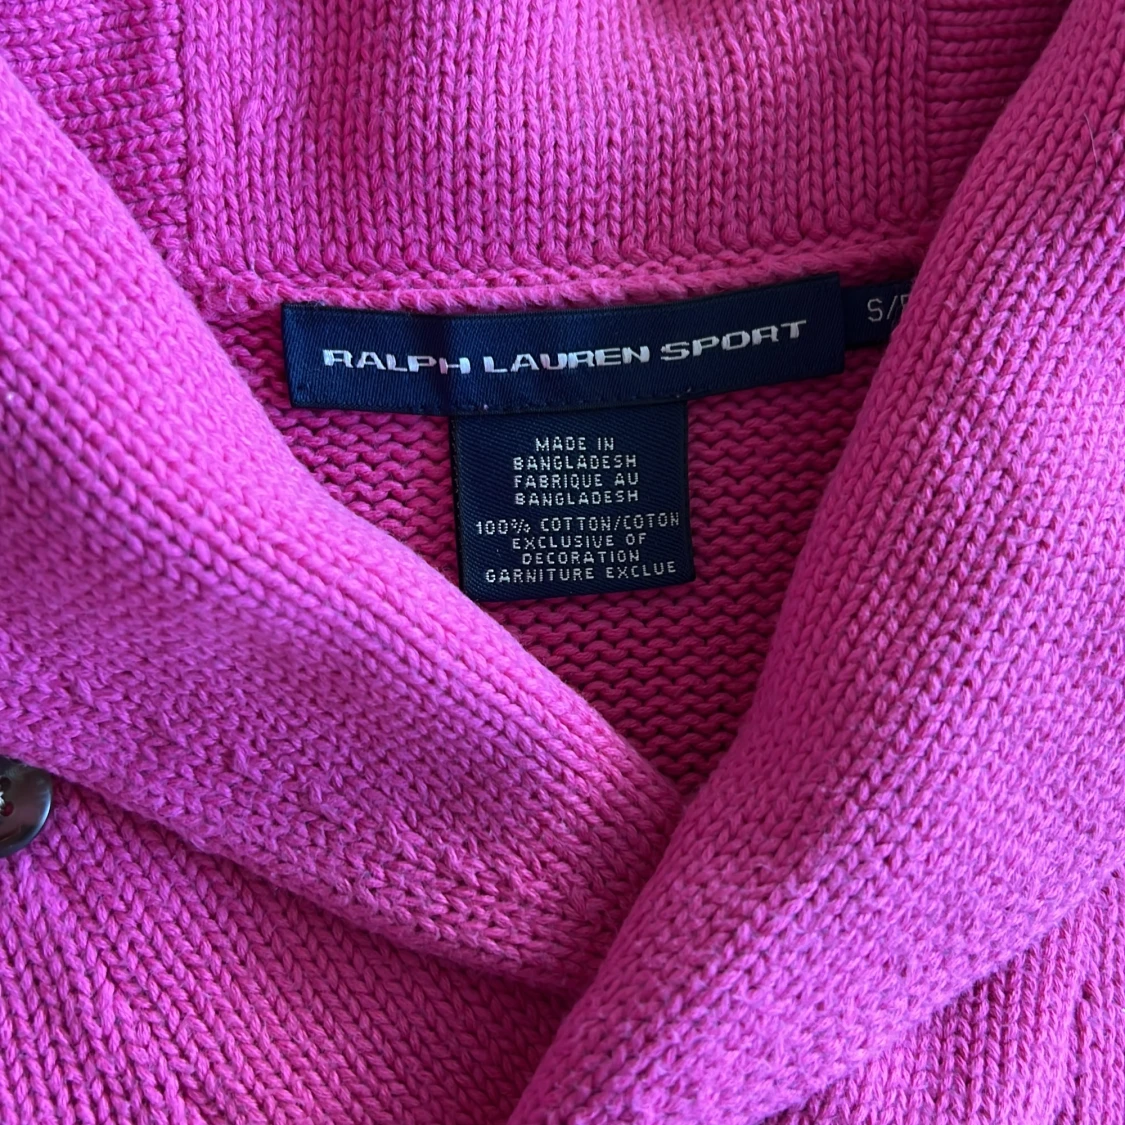 RALPH LAUREN SPORT
S/P
MADE IN
BANGLADESH
FABRIQUE AU
BANGLADESH
100% COTTON/COTON
EXCLUSIVE OF
DECORATION
GARNITURE EXCLUE